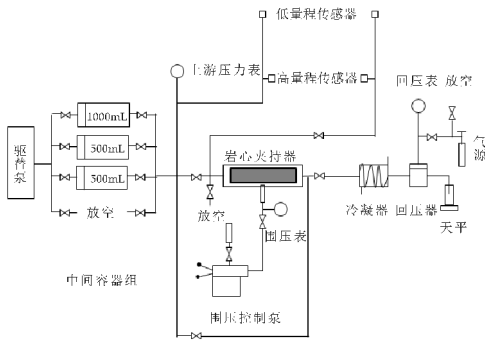 低量程传感器
上游压力表
高量程传感器
回压表 放空
1000mL
500mL
500mL
驱替泵
放空
岩心夹持器
气源
放空
冷凝器 回压器
天平
围压表
中间容器组
围压控制泵